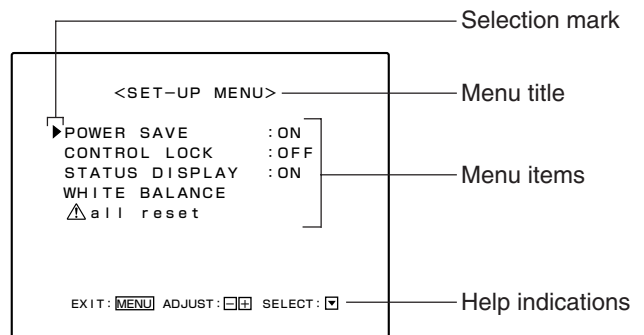 Selection mark
<SET-UP MENU>
Menu title
▶POWER SAVE :ON
CONTROL LOCK :OFF
STATUS DISPLAY :ON
WHITE BALANCE
⚠all reset
Menu items
EXIT:MENU ADJUST:⊟⊞ SELECT:▼
Help indications